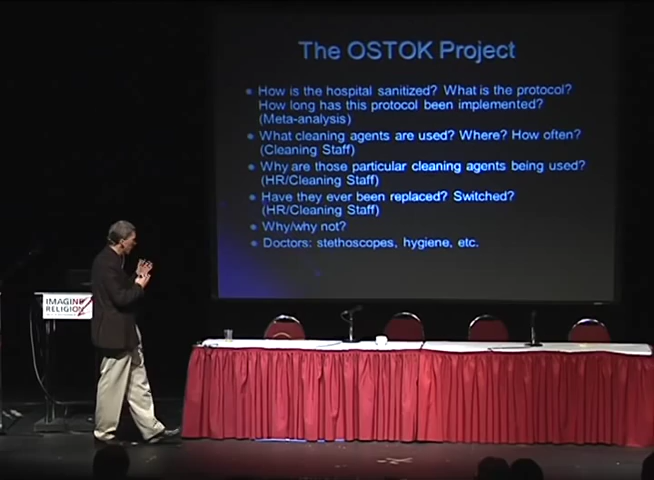 The OSTOK Project
How is the hospital sanitized? What is the protocol?
How long has this protocol been implemented?
(Meta-analysis)
What cleaning agents are used? Where? How often?
(Cleaning Staff)
Why are those particular cleaning agents being used?
(HR/Cleaning Staff)
Have they ever been replaced? Switched?
(HR/Cleaning Staff)
Why/why not?
Doctors: stethoscopes, hygiene, etc.
IMAGINE
RELIGION